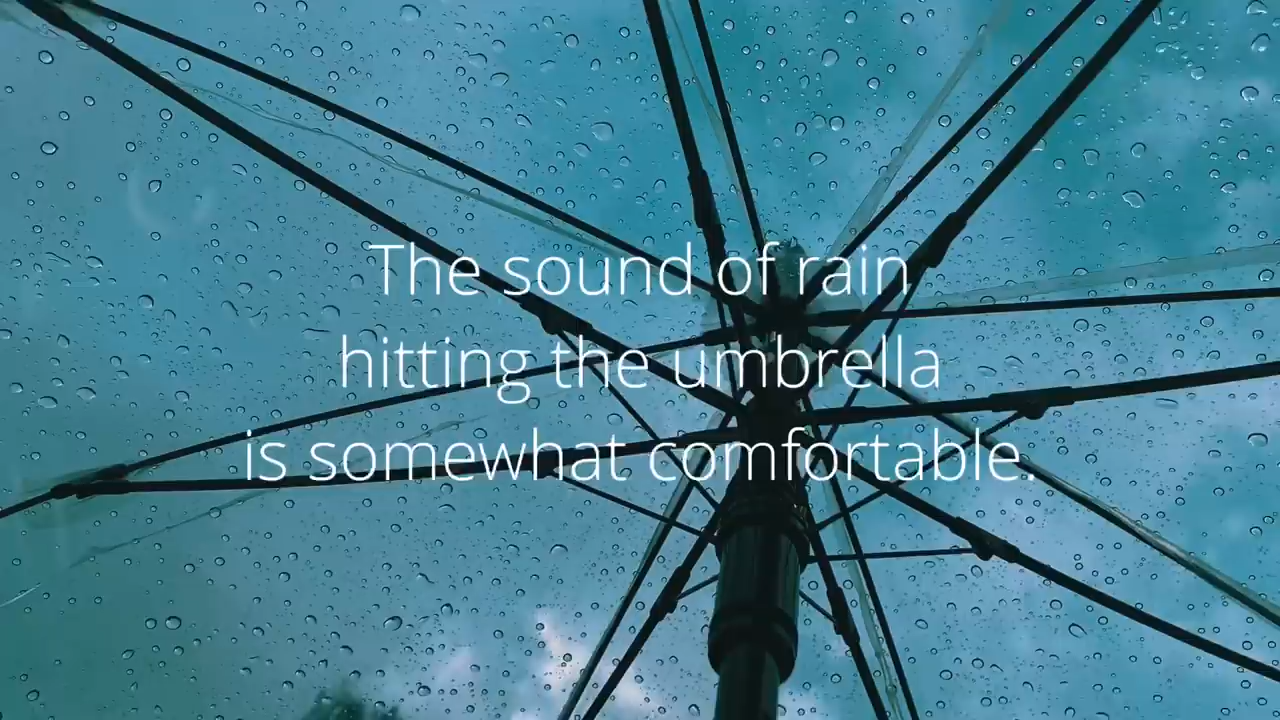 The sound of rain
hitting the umbrella
is somewhat comfortable.